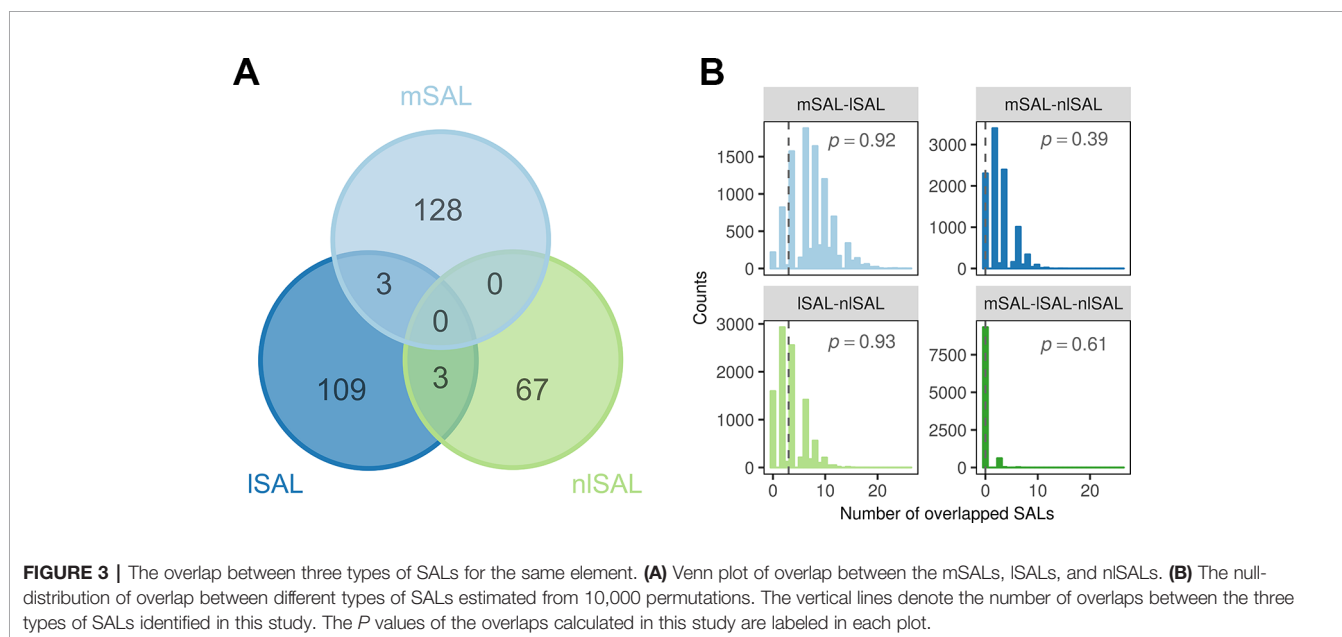 A
mSAL
128
3
0
0
109
3
67
lSAL
nlSAL
B
mSAL-lSAL
mSAL-nlSAL
p = 0.92
p = 0.39
1500
1000
500
0
3000
2000
1000
0
Counts
lSAL-nlSAL
mSAL-lSAL-nlSAL
p = 0.93
p = 0.61
3000
2000
1000
0
7500
5000
2500
0
0 10 20
0 10 20
Number of overlapped SALs
FIGURE 3 | The overlap between three types of SALs for the same element. (A) Venn plot of overlap between the mSALs, lSALs, and nlSALs. (B) The null-
distribution of overlap between different types of SALs estimated from 10,000 permutations. The vertical lines denote the number of overlaps between the three
types of SALs identified in this study. The P values of the overlaps calculated in this study are labeled in each plot.